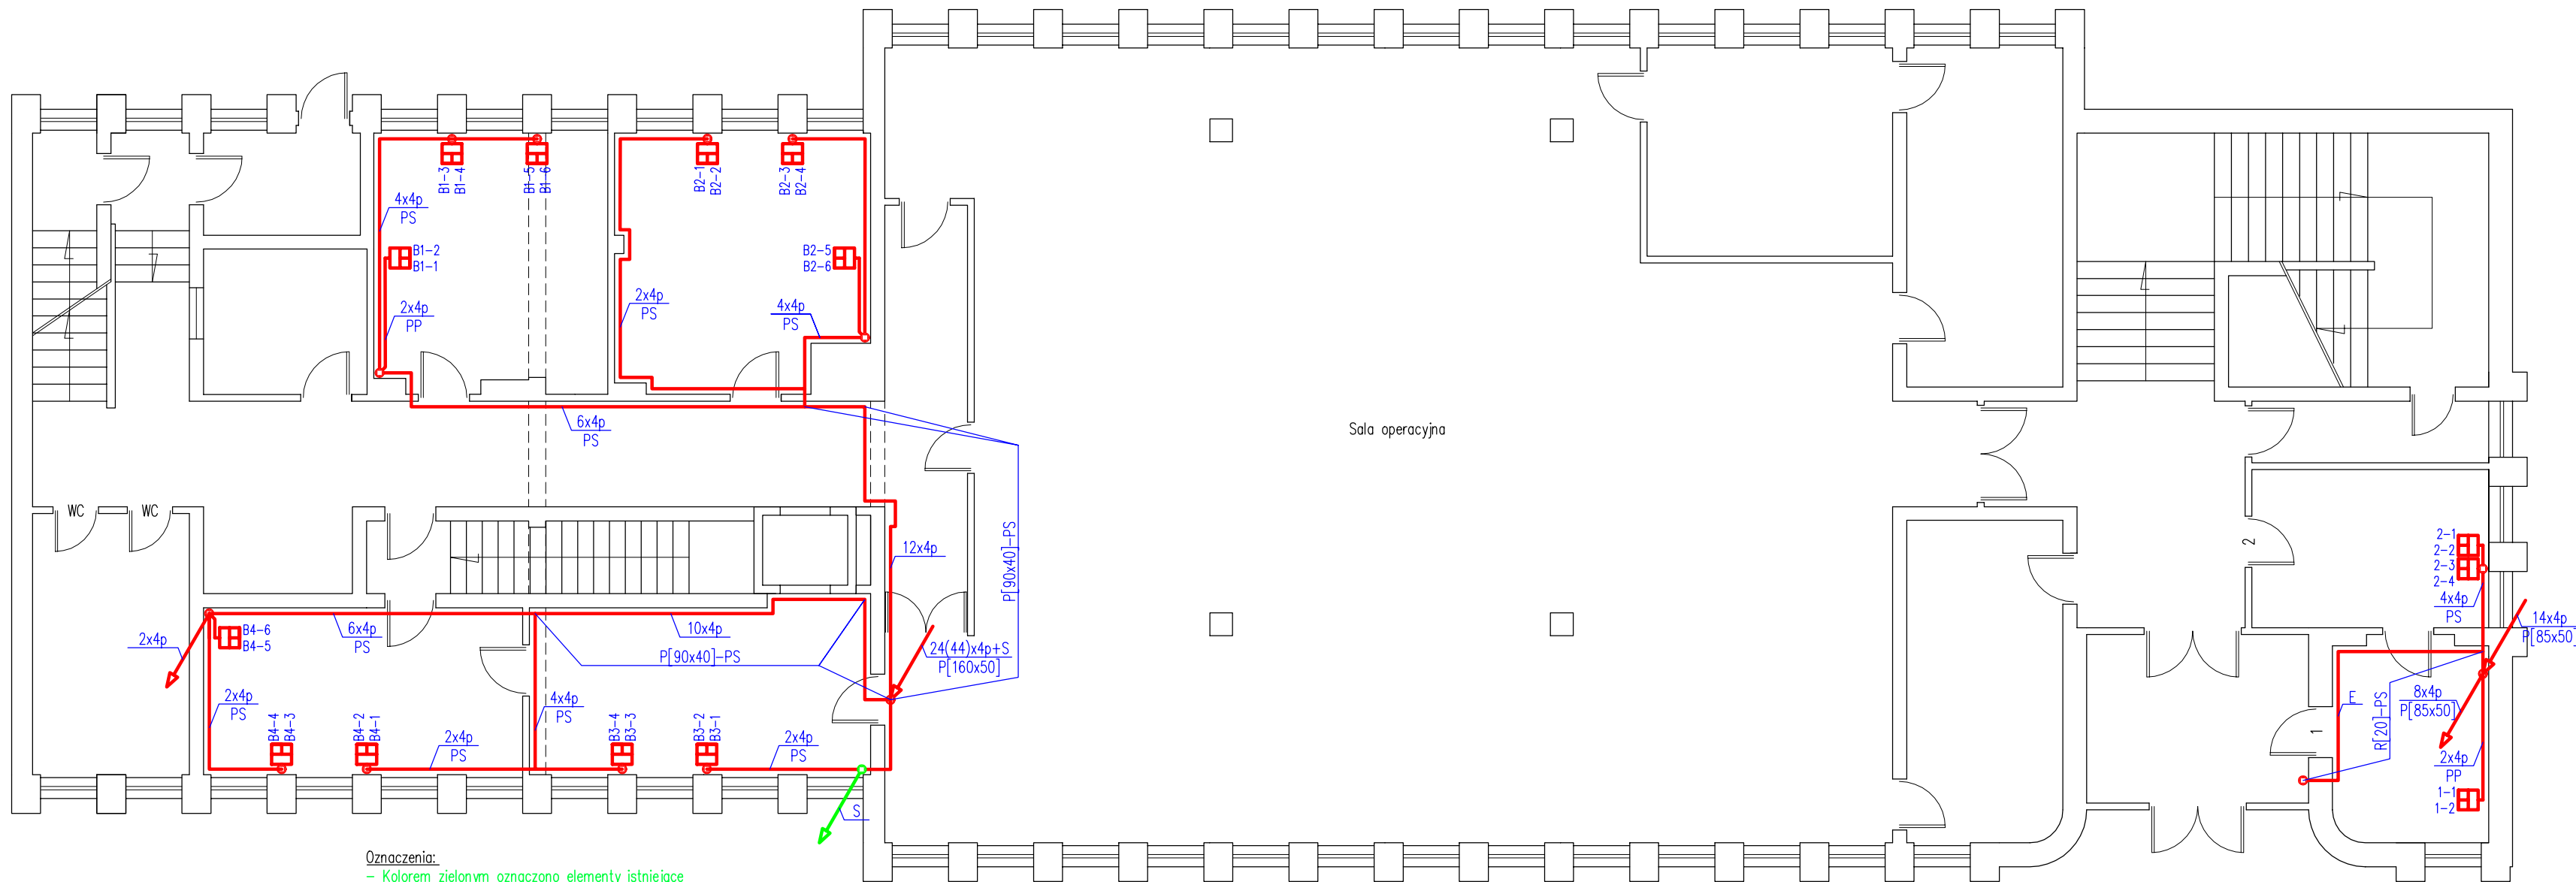 B1-3
B1-4
B1-5
B1-6
B2-1
B2-2
B2-3
B2-4
4x4p
PS
B1-2
B1-1
B2-5
B2-6
2x4p
PP
2x4p
PS
4x4p
PS
6x4p
PS
Sala operacyjna
WC
WC
12x4p
P[90x40]-PS
2
2-1
2-2
2-3
2-4
4x4p
PS
14x4p
P[85x50]
B4-6
B4-5
2x4p
6x4p
PS
10x4p
P[90x40]-PS
24(44)x4p+S
P[160x50]
2x4p
PS
4x4p
PS
B4-4
B4-3
B4-2
B4-1
2x4p
PS
B3-4
B3-3
B3-2
B3-1
2x4p
PS
E
R[20]-PS
8x4p
P[85x50]
1
2x4p
PP
1-1
1-2
S
Oznaczenia:
- Kolorem zielonym oznaczono elementy istniejące